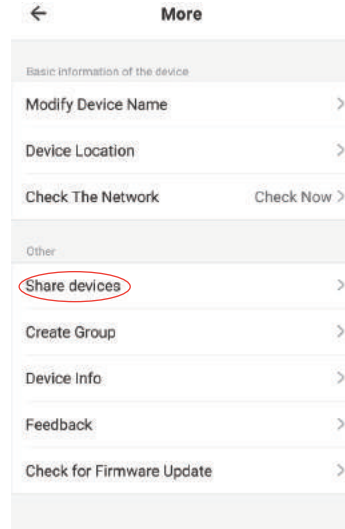 More
Basic information of the device
Modify Device Name
Device Location
Check The Network Check Now
Other
Share devices
Create Group
Device Info
Feedback
Check for Firmware Update